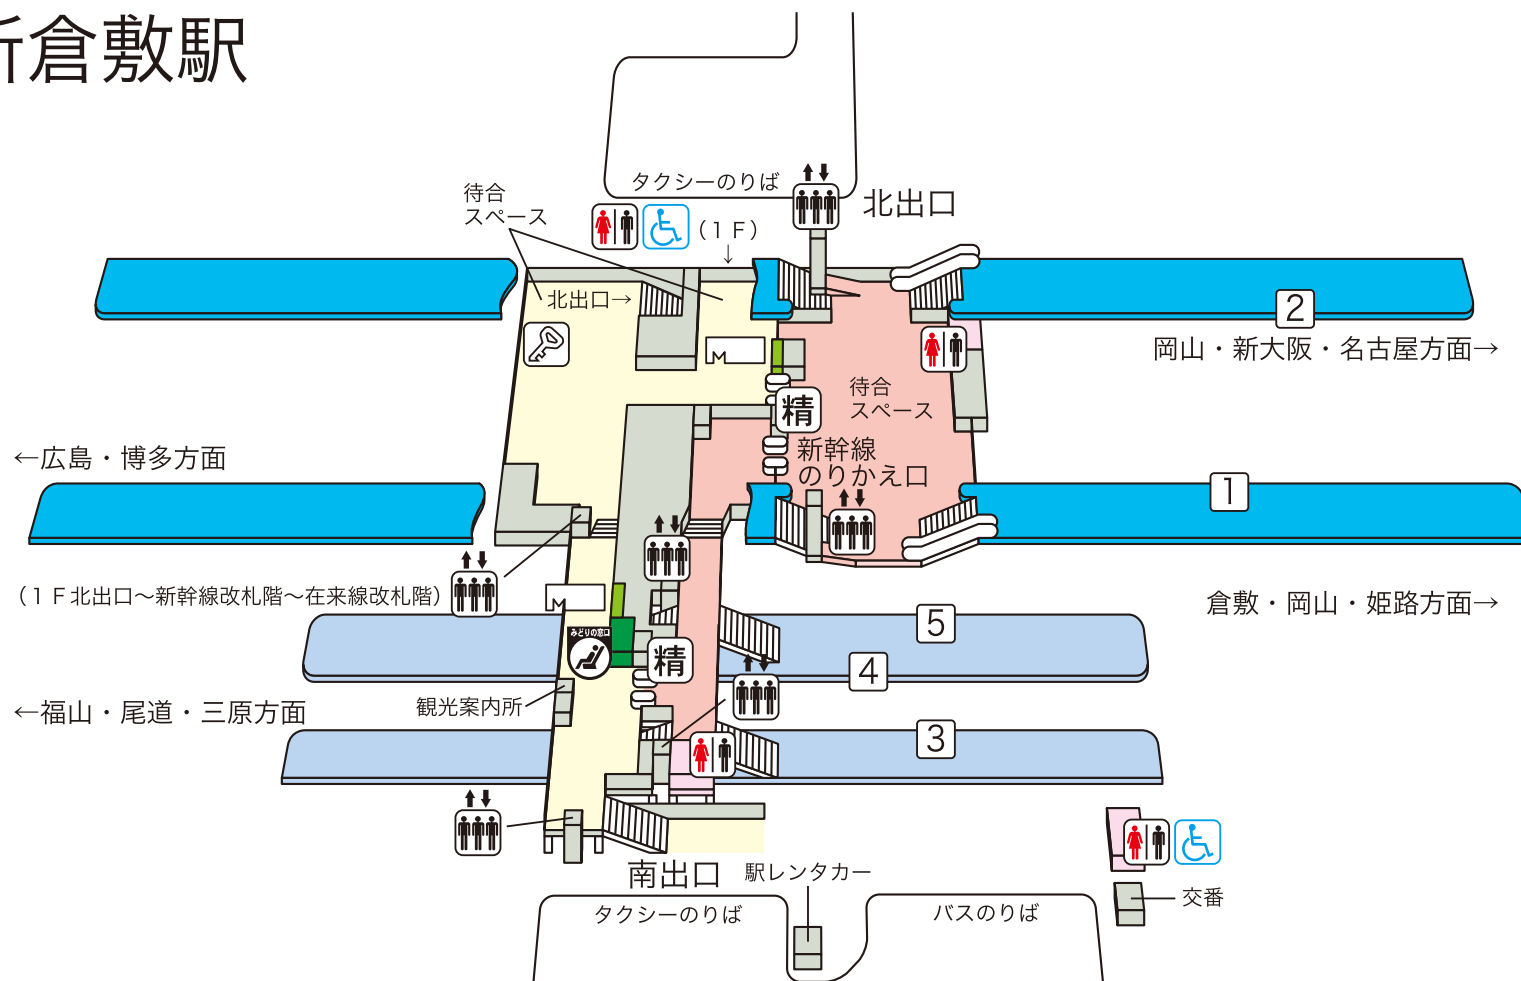 新倉敷駅
タクシーのりば
北出口
待合
スペース
（１Ｆ）
↓
北出口→
2
岡山・新大阪・名古屋方面→
M
待合
スペース
精
新幹線
のりかえ口
←広島・博多方面
1
（１Ｆ北出口～新幹線改札階～在来線改札階）
倉敷・岡山・姫路方面→
M
5
みどりの窓口
精
4
観光案内所
←福山・尾道・三原方面
3
南出口
駅レンタカー
タクシーのりば
バスのりば
交番